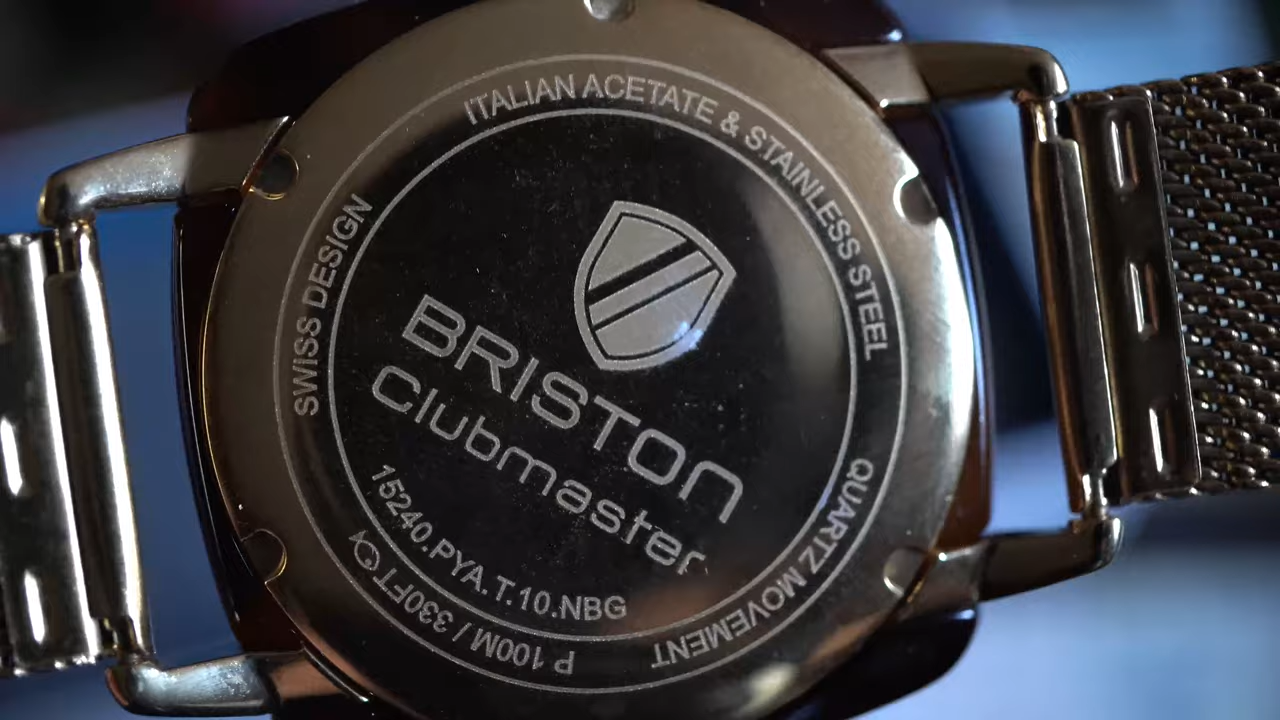 ITALIAN ACETATE & STAINLESS STEEL
QUARTZ MOVEMENT
P 100M / 330FT
SWISS DESIGN
BRISTON
Clubmaster
15240.PYA.T.10.NBG